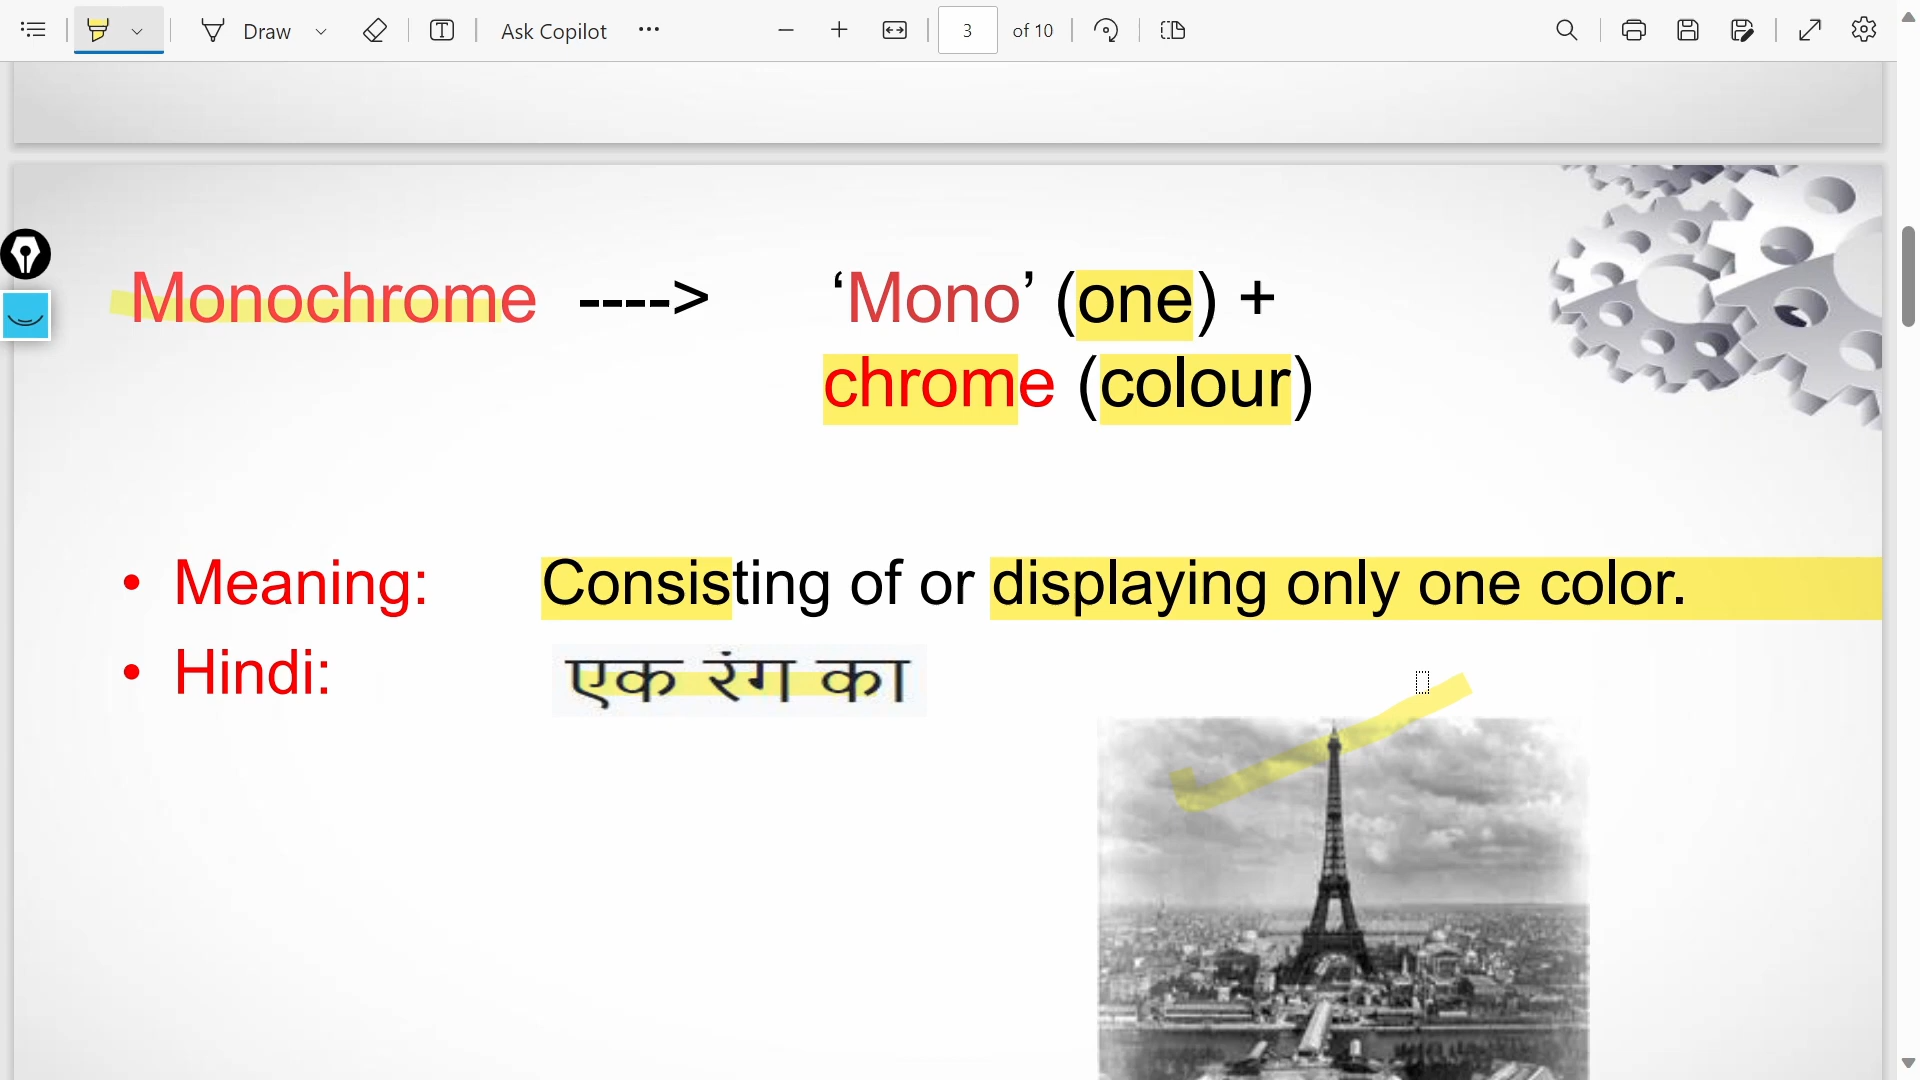 Draw Ask Copilot 3 of 10
Monochrome ----> ‘Mono’ (one) +
chrome (colour)
• Meaning: Consisting of or displaying only one color.
• Hindi: एक रंग का